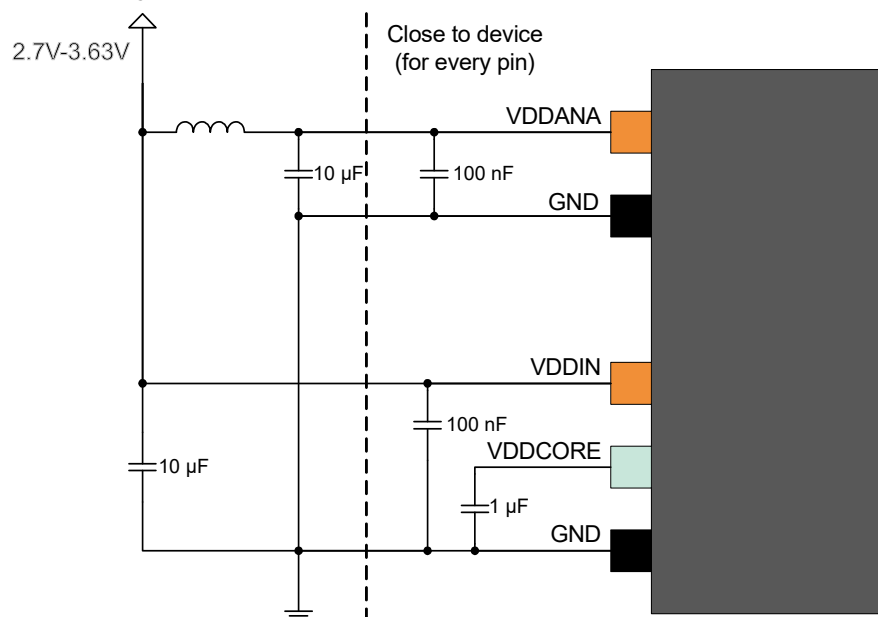 2.7V-3.63V
Close to device
(for every pin)
VDDANA
10 µF
100 nF
GND
VDDIN
100 nF
VDDCORE
10 µF
1 µF
GND